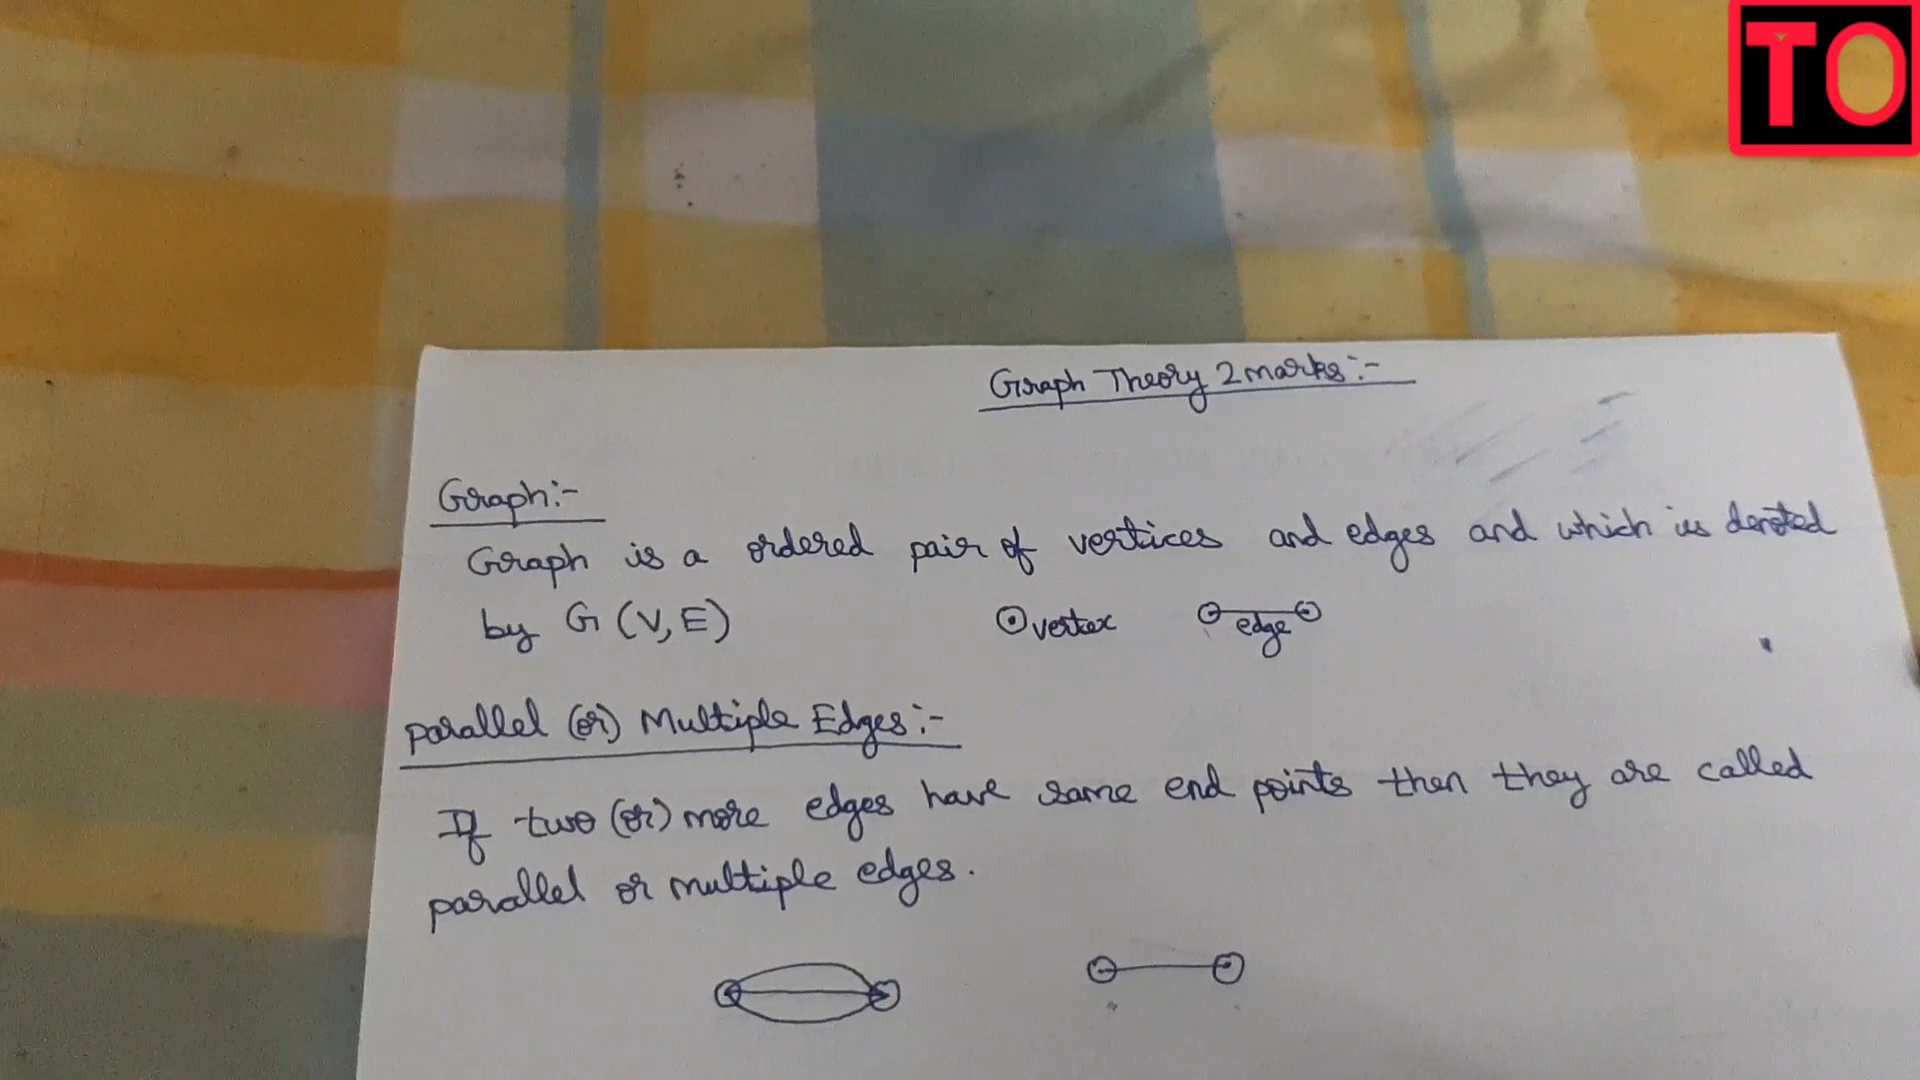 TO
Graph Theory 2 marks:-
Graph:-
Graph is a ordered pair of vertices and edges and which is denoted
by G (V, E) vertex edge
parallel (or) Multiple Edges:-
If two (or) more edges have same end points then they are called
parallel or multiple edges.